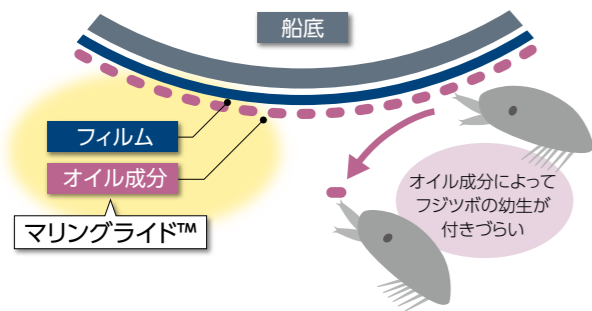 船底
フィルム
オイル成分
マリングライド™
オイル成分によって
フジツボの幼生が
付きづらい